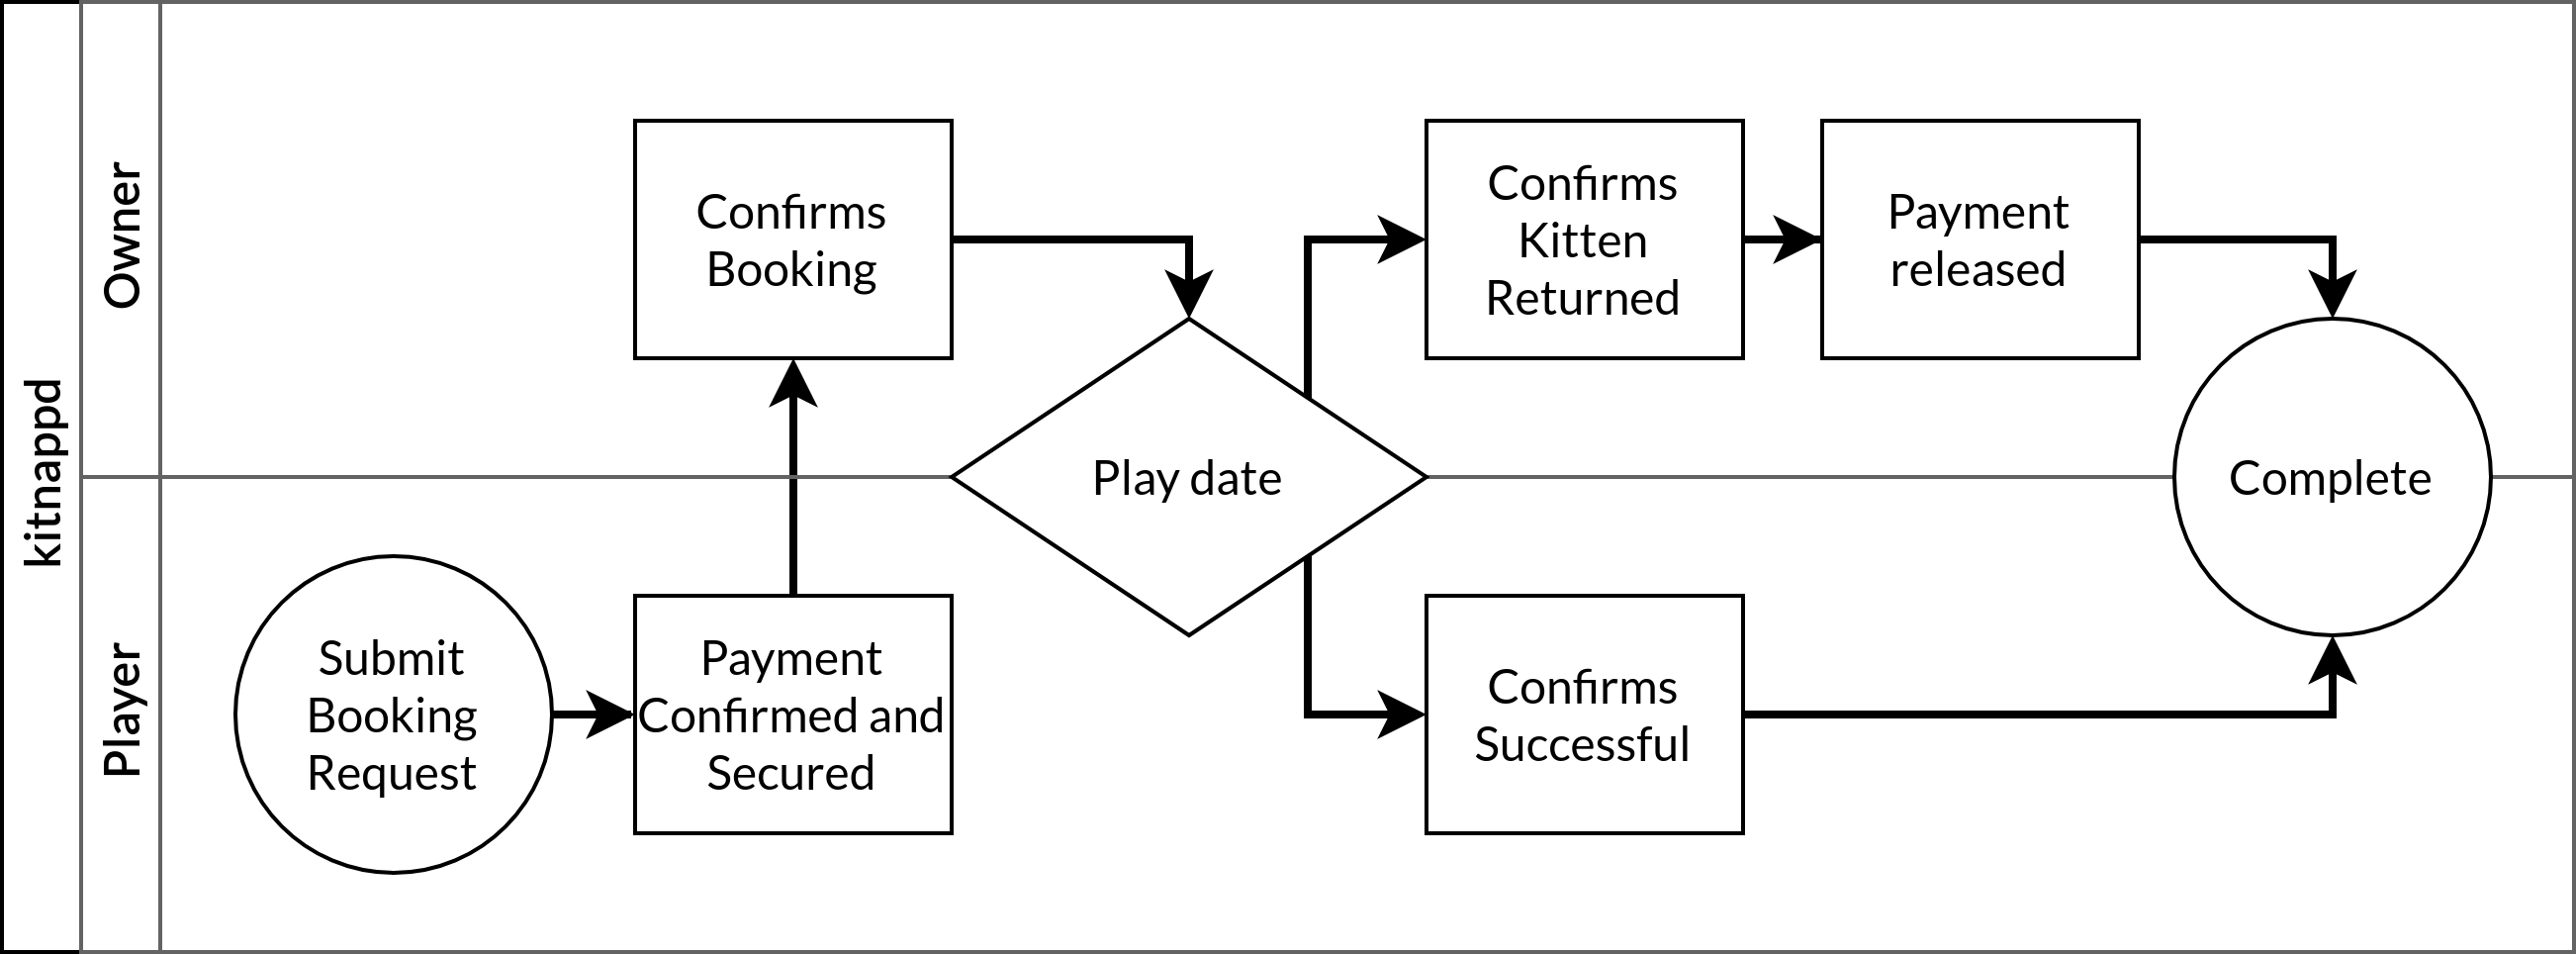 kitnappd
Owner
Player
Confirms
Booking
Confirms
Kitten
Returned
Payment
released
Play date
Complete
Submit
Booking
Request
Payment
Confirmed and
Secured
Confirms
Successful